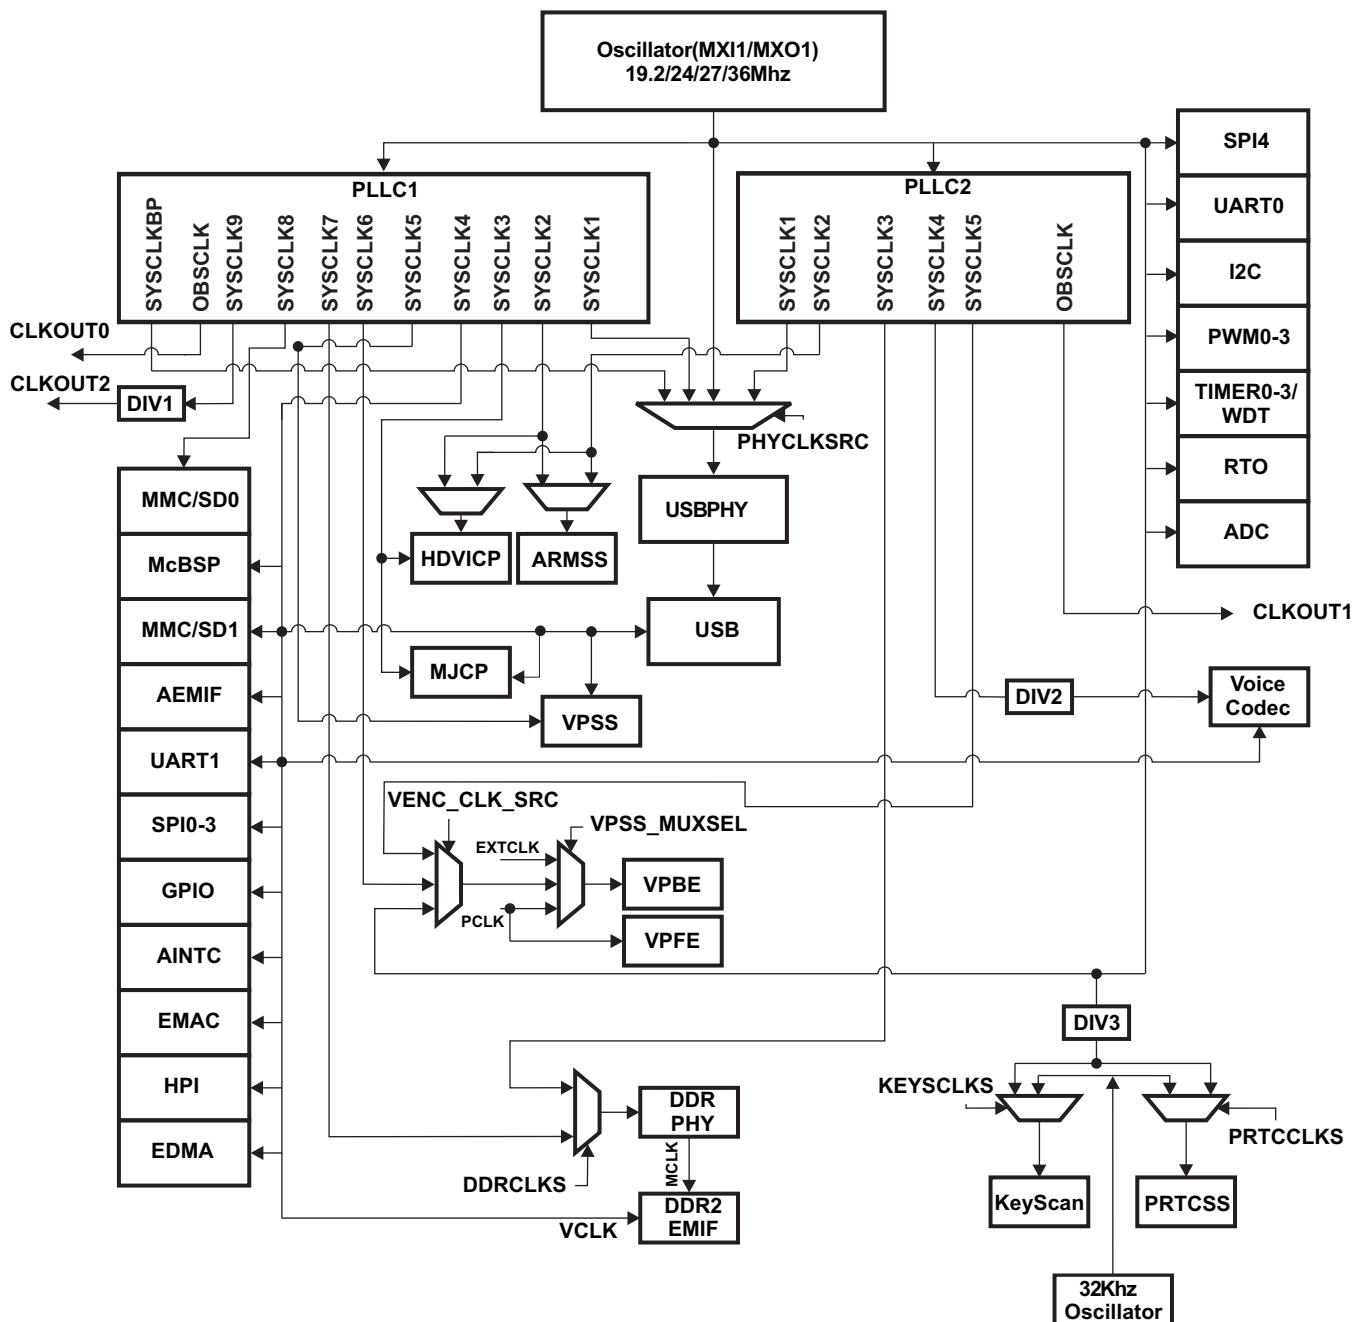 Oscillator(MXI1/MXO1)
19.2/24/27/36Mhz
PLLC1
SYSCLKBP
OBSCLK
SYSCLK9
SYSCLK8
SYSCLK7
SYSCLK6
SYSCLK5
SYSCLK4
SYSCLK3
SYSCLK2
SYSCLK1
PLLC2
SYSCLK1
SYSCLK2
SYSCLK3
SYSCLK4
SYSCLK5
OBSCLK
SPI4
UART0
I2C
PWM0-3
TIMER0-3/
WDT
RTO
ADC
CLKOUT0
CLKOUT2
DIV1
PHYCLKSRC
MMC/SD0
McBSP
MMC/SD1
AEMIF
UART1
SPI0-3
GPIO
AINTC
EMAC
HPI
EDMA
HDVICP
ARMSS
USBPHY
USB
MJCP
VPSS
CLKOUT1
DIV2
Voice
Codec
VENC_CLK_SRC
VPSS_MUXSEL
EXTCLK
PCLK
VPBE
VPFE
DIV3
KEYSCLKS
PRTCCLKS
DDR
PHY
MCLK
DDRCLKS
DDR2
EMIF
VCLK
KeyScan
PRTCSS
32Khz
Oscillator